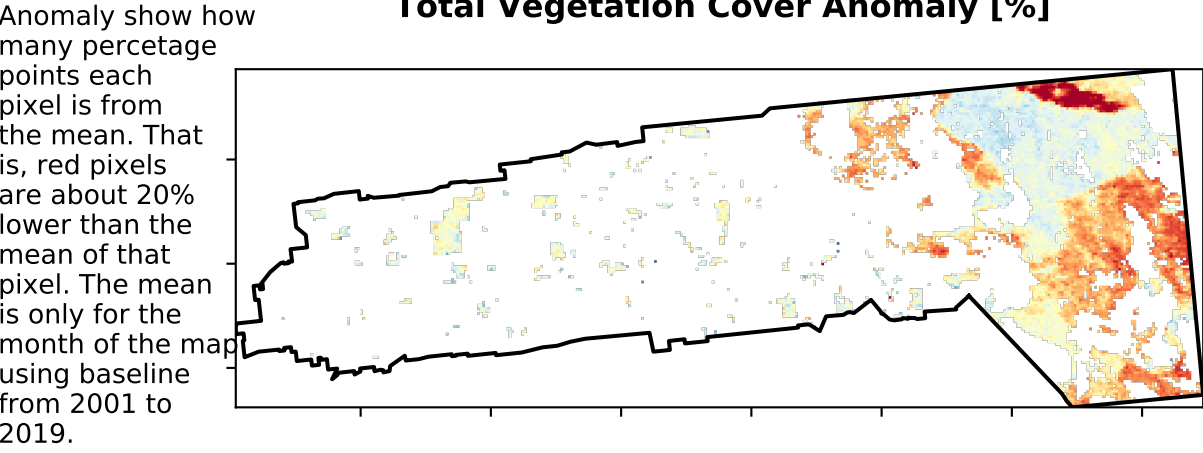 Total Vegetation Cover Anomaly [%]
Anomaly show how
many percetage
points each
pixel is from
the mean. That
is, red pixels
are about 20%
lower than the
mean of that
pixel. The mean
is only for the
month of the map
using baseline
from 2001 to
2019.